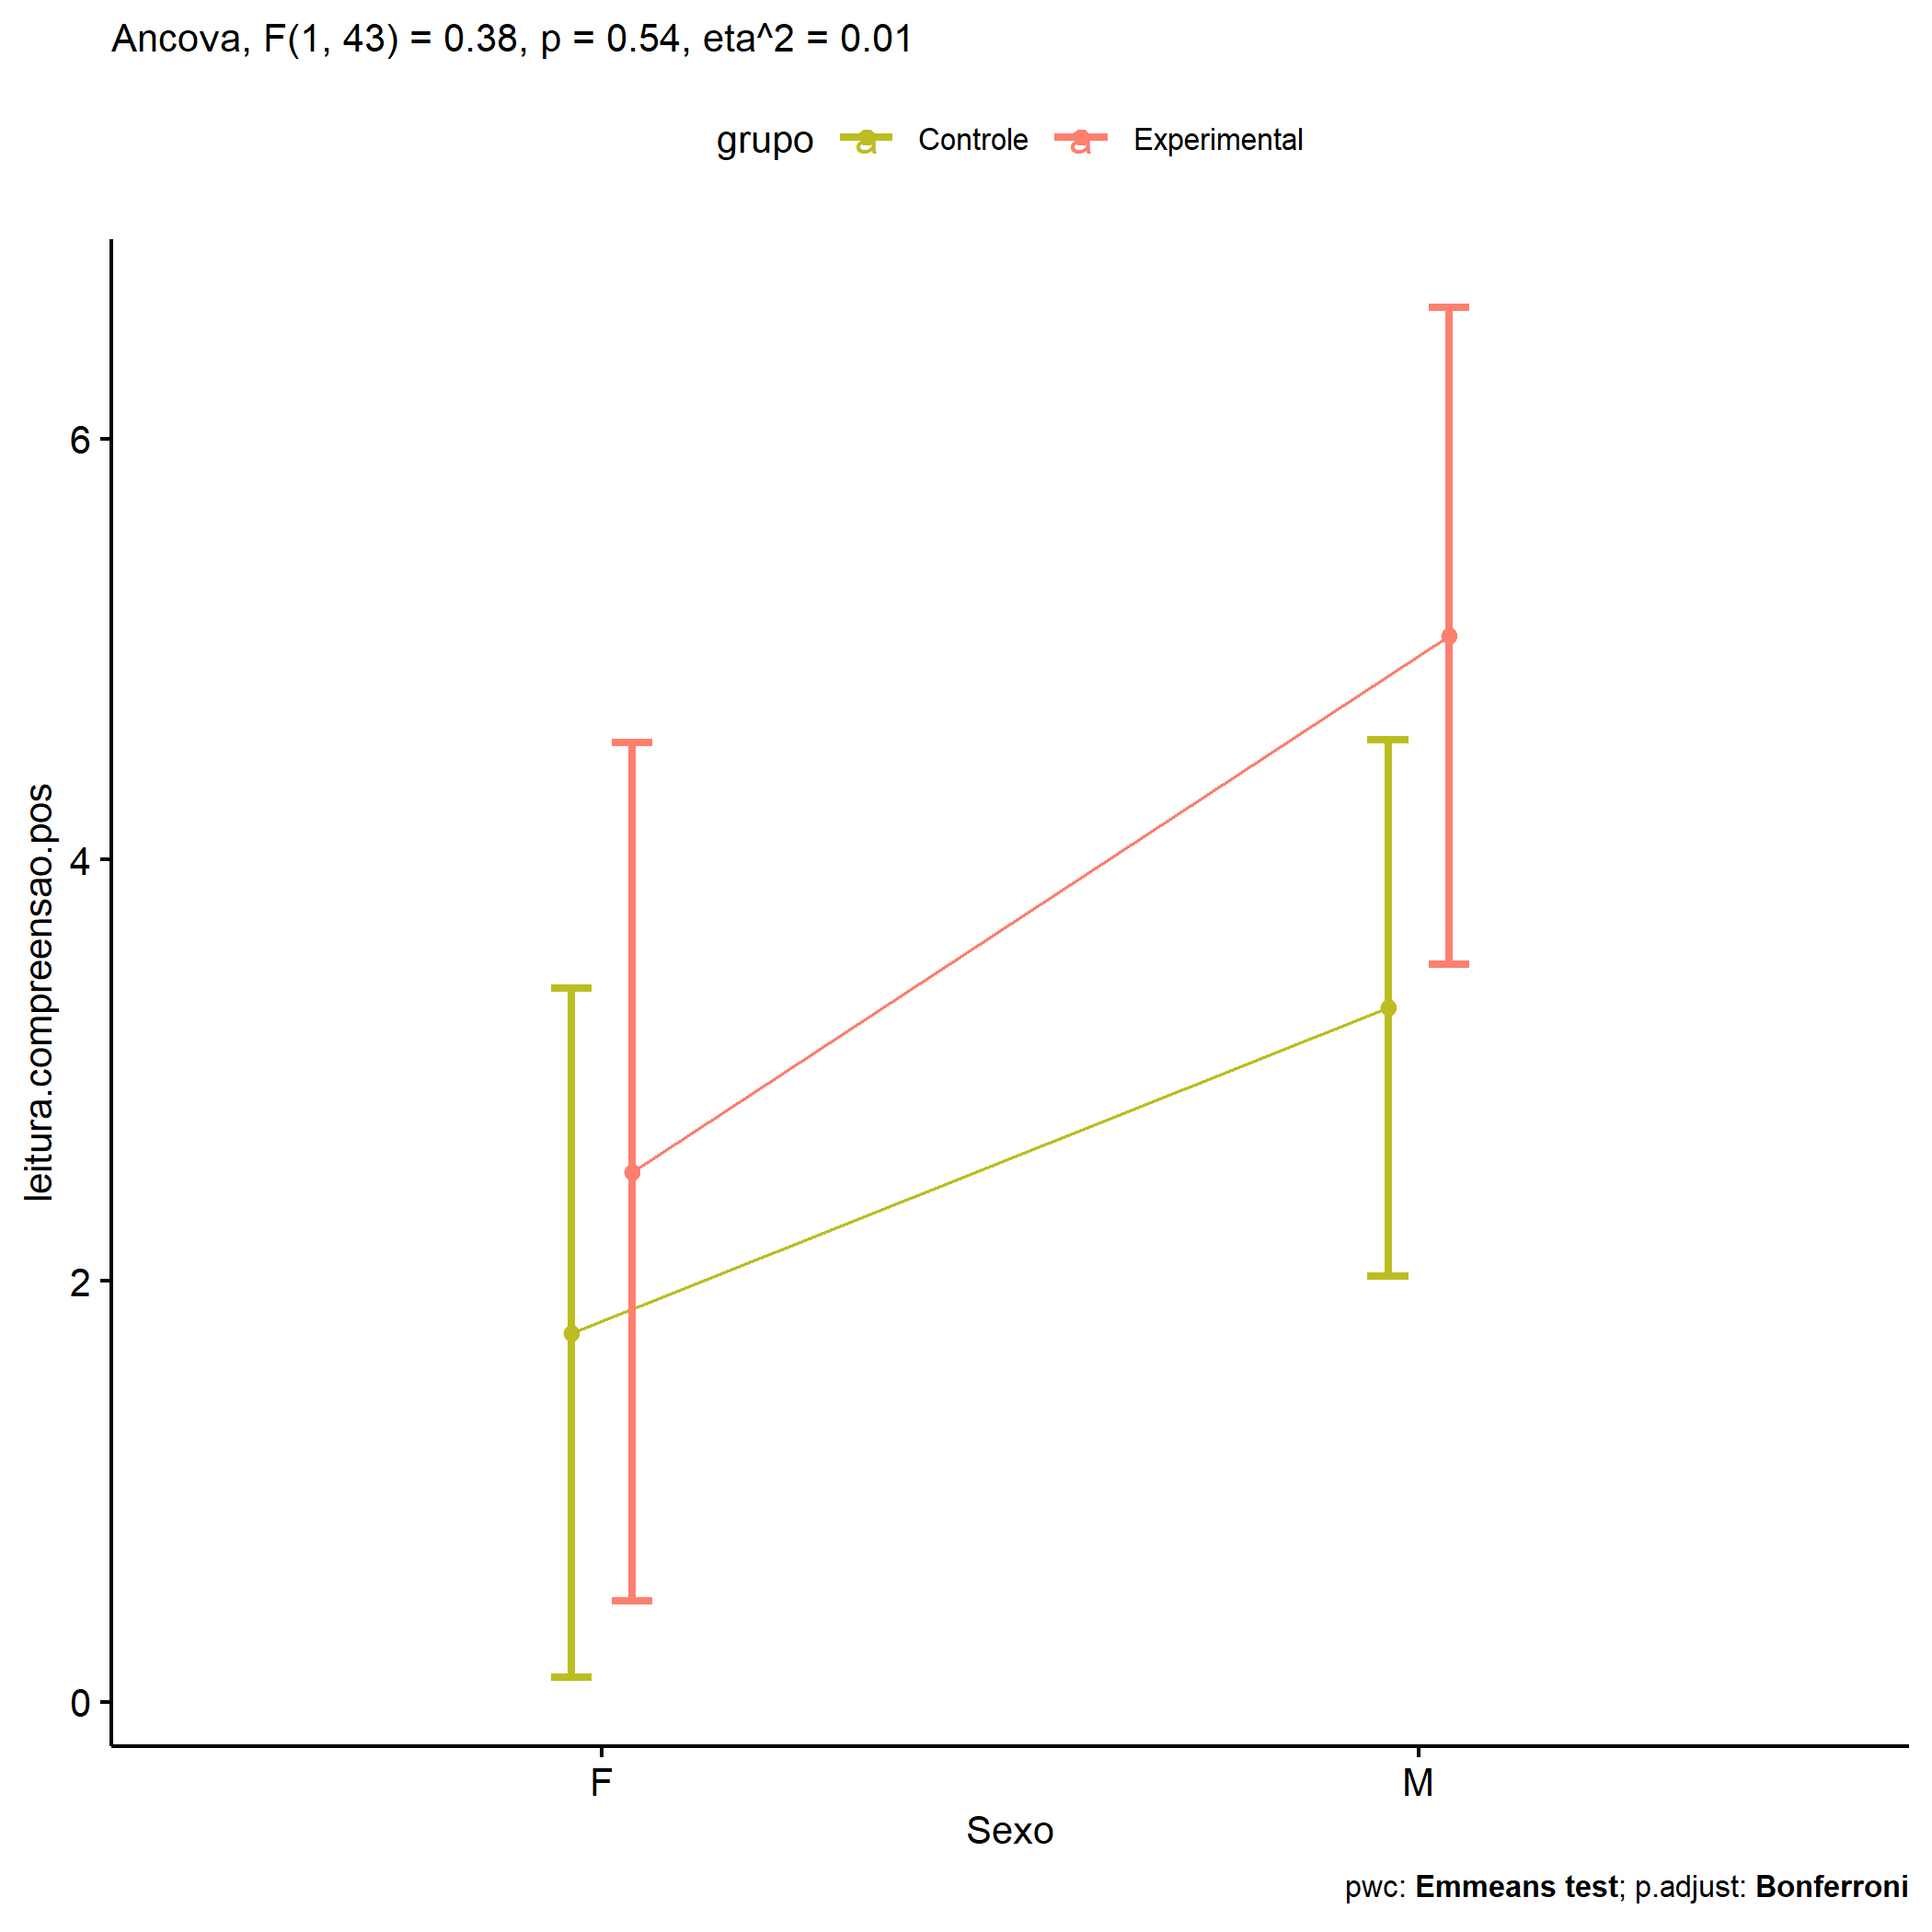 Ancova, F(1, 43) = 0.38, p = 0.54, eta^2 = 0.01
grupo a Controle a Experimental
6
4
2
0
leitura.compreensao.pos
F M
Sexo
pwc: Emmeans test; p.adjust: Bonferroni